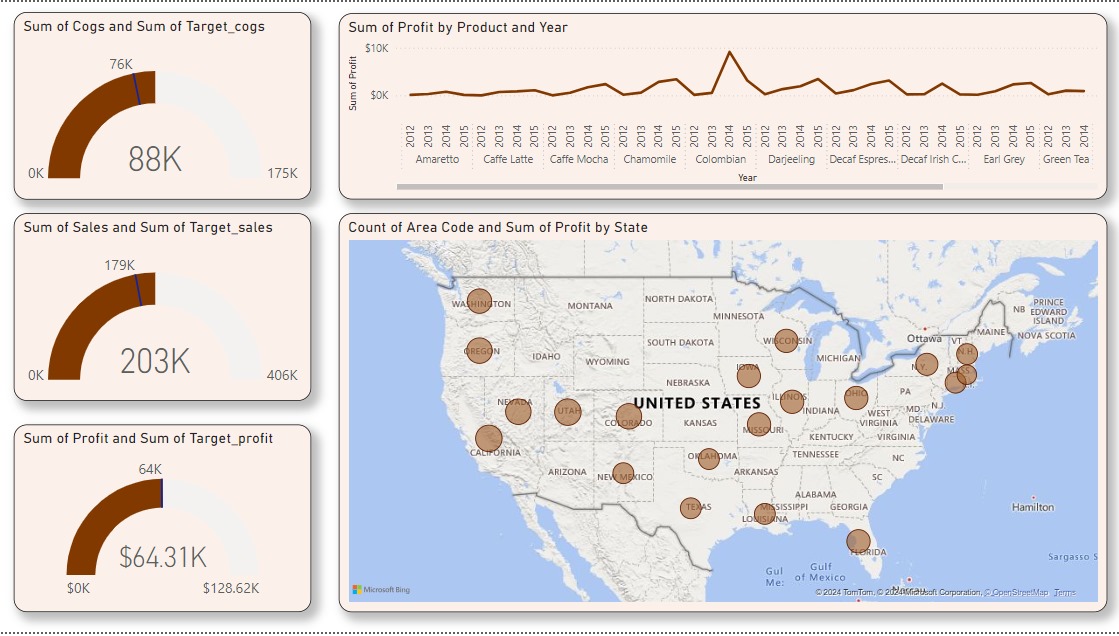 Sum of Cogs and Sum of Target_cogs
76K
88K
0K
175K
Sum of Sales and Sum of Target_sales
179K
203K
0K
406K
Sum of Profit and Sum of Target_profit
64K
$64.31K
$0K
$128.62K
Sum of Profit by Product and Year
Sum of Profit
$10K
$0K
2012 2013 2014 2015 2012 2013 2014 2015 2012 2013 2014 2015 2012 2013 2014 2015 2012 2013 2014 2015 2012 2013 2014 2015 2012 2013 2014 2015 2012 2013 2014 2015 2012 2013 2014 2015 2012 2013 2014
Amaretto Caffe Latte Caffe Mocha Chamomile Colombian Darjeeling Decaf Espres... Decaf Irish C... Earl Grey Green Tea
Year
Count of Area Code and Sum of Profit by State
WASHINGTON
MONTANA
NORTH DAKOTA
MINNESOTA
NB
PRINCE
EDWARD
ISLAND
MAINE
NOVA SCOTIA
OREGON
IDAHO
WYOMING
SOUTH DAKOTA
WISCONSIN
MICHIGAN
Ottawa
VT
N.H.
N.Y.
MASS.
NEBRASKA
IOWA
NEVADA
UTAH
COLORADO
UNITED STATES
KANSAS
ILLINOIS
INDIANA
OHIO
PA
N.J.
MD.
DELAWARE
WEST
VIRGINIA
VIRGINIA
MISSOURI
KENTUCKY
CALIFORNIA
ARIZONA
NEW MEXICO
OKLAHOMA
ARKANSAS
TENNESSEE
NC
SC
TEXAS
LOUISIANA
MISSISSIPPI
ALABAMA
GEORGIA
FLORIDA
Hamilton
Sargasso S
Gulf
of Mexico
Gul
Me:
Nassau
Microsoft Bing
© 2024 TomTom, © 2024 Microsoft Corporation, © OpenStreetMap Terms